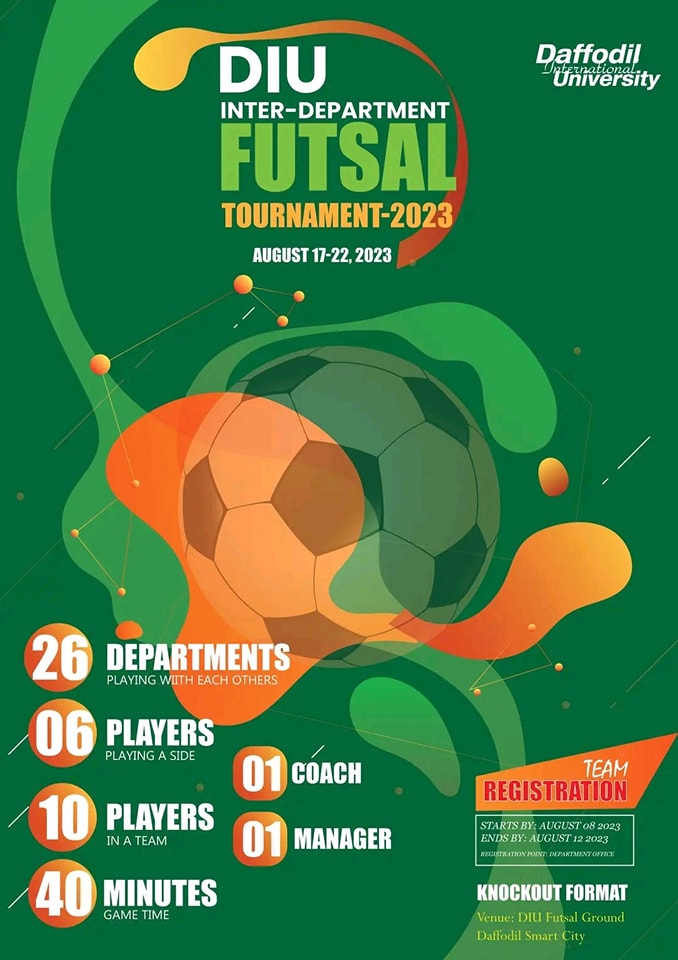 DIU
INTER-DEPARTMENT
FUTSAL
TOURNAMENT-2023
AUGUST 17-22, 2023
Daffodil
International
University
26 DEPARTMENTS
PLAYING WIITH EACH OTHERS
06 PLAYERS
PLAYING A SIDE
01 COACH
10 PLAYERS
IN A TEAM
01 MANAGER
40 MINUTES
GAME TIME
TEAM
REGISTRATION
STARTS BY: AUGUST 08 2023
ENDS BY: AUGUST 12 2023
REGISTRATION POINT: DEPARTMENT OFFICE
KNOCKOUT FORMAT
Venue: DIU Futsal Ground
Daffodil Smart City